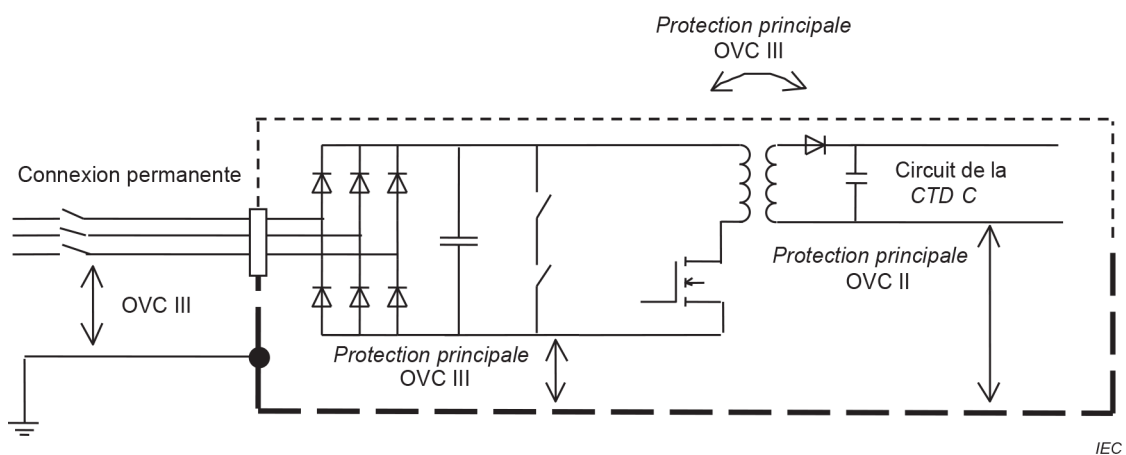 Protection principale
OVC III
Connexion permanente
Circuit de la
CTD C
Protection principale
OVC II
OVC III
Protection principale
OVC III
IEC